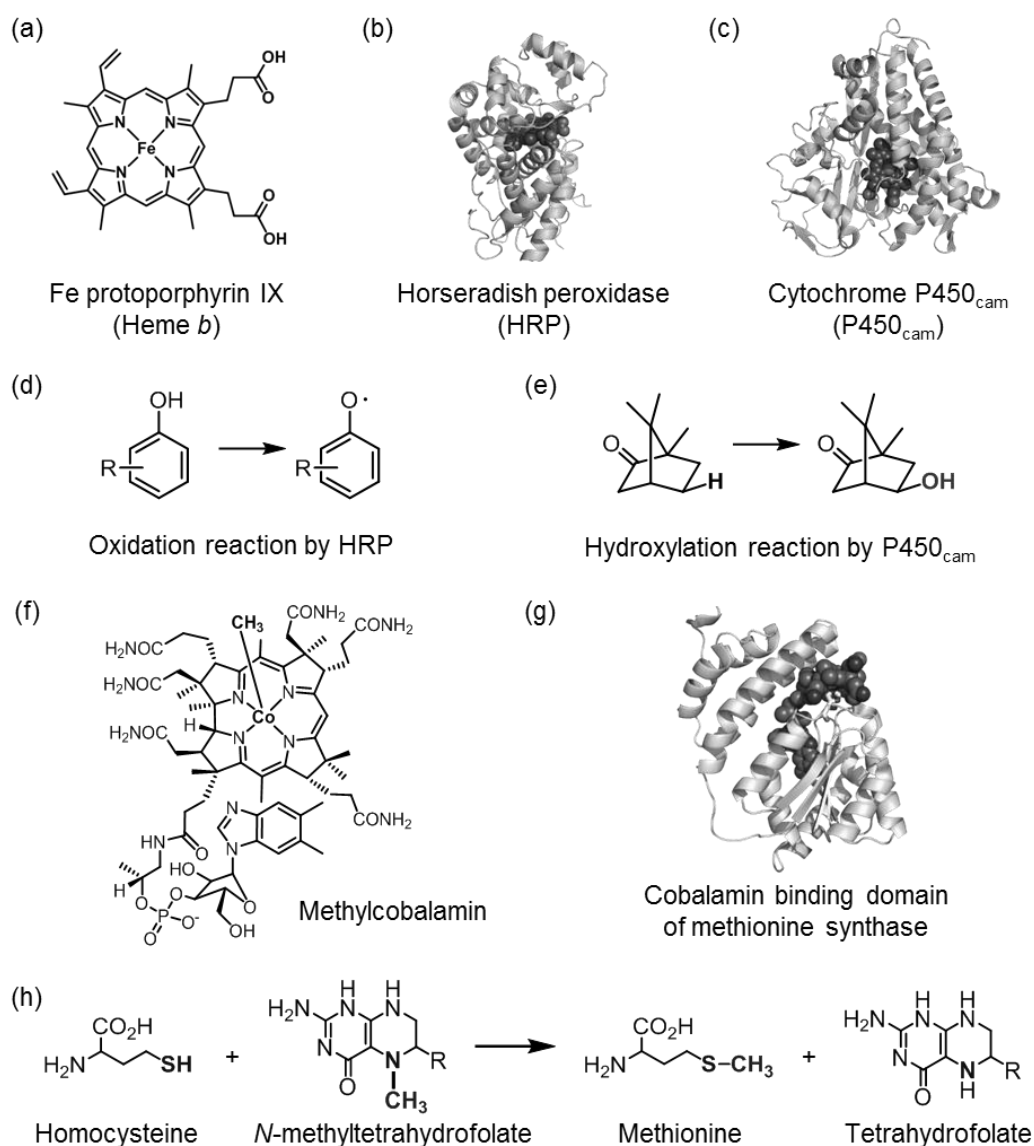 (a)
OH
O
N
N
Fe
N
N
O
OH
Fe protoporphyrin IX
(Heme b)
(b)
Horseradish peroxidase
(HRP)
(c)
Cytochrome P450cam
(P450cam)
(d)
OH
R
O·
R
Oxidation reaction by HRP
(e)
O
H
O
OH
Hydroxylation reaction by P450cam
(f)
CONH2
CH3
CONH2
H2NOC
H2NOC
N
N
Co
H
N
N
H2NOC
CONH2
N
NH
O
N
HO
H
O
O
O
P
O-
O
OH
Methylcobalamin
(g)
Cobalamin binding domain
of methionine synthase
(h)
CO2H
H2N
SH
Homocysteine
+
H2N
H
N
H
N
N
N
R
O
CH3
N-methyltetrahydrofolate
CO2H
H2N
S–CH3
Methionine
+
H2N
H
N
H
N
N
N
R
O
H
Tetrahydrofolate